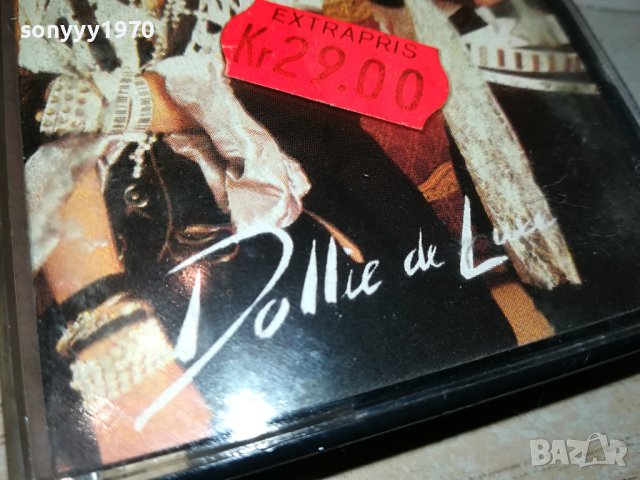 sonyyy1970
EXTRAPRIS
Kr29.00
Dollie de Luxe
BAZAR